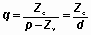 q = Z_c / (p − Z_v) = Z_c / d